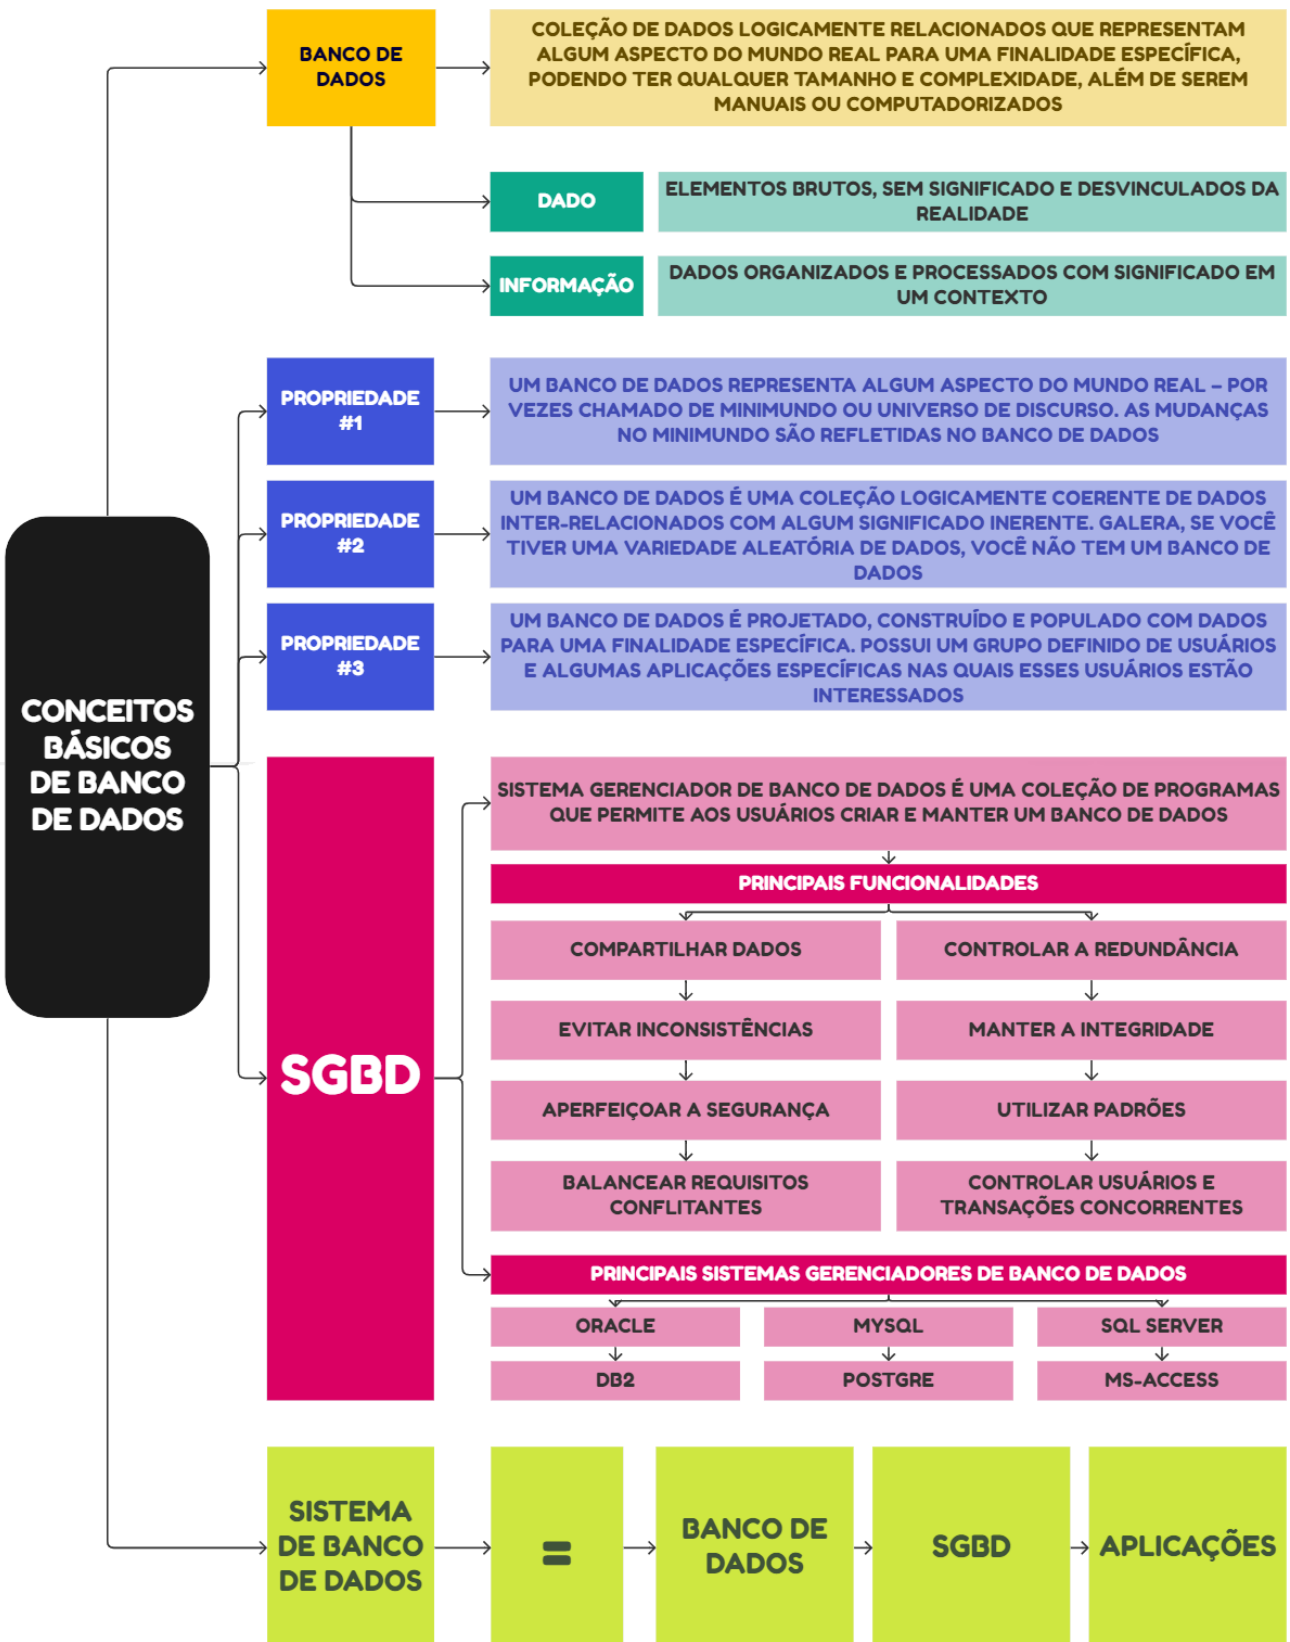 BANCO DE
DADOS
COLEÇÃO DE DADOS LOGICAMENTE RELACIONADOS QUE REPRESENTAM
ALGUM ASPECTO DO MUNDO REAL PARA UMA FINALIDADE ESPECÍFICA,
PODENDO TER QUALQUER TAMANHO E COMPLEXIDADE, ALÉM DE SEREM
MANUAIS OU COMPUTADORIZADOS
DADO
ELEMENTOS BRUTOS, SEM SIGNIFICADO E DESVINCULADOS DA
REALIDADE
INFORMAÇÃO
DADOS ORGANIZADOS E PROCESSADOS COM SIGNIFICADO EM
UM CONTEXTO
PROPRIEDADE
#1
UM BANCO DE DADOS REPRESENTA ALGUM ASPECTO DO MUNDO REAL – POR
VEZES CHAMADO DE MINIMUNDO OU UNIVERSO DE DISCURSO. AS MUDANÇAS
NO MINIMUNDO SÃO REFLETIDAS NO BANCO DE DADOS
PROPRIEDADE
#2
UM BANCO DE DADOS É UMA COLEÇÃO LOGICAMENTE COERENTE DE DADOS
INTER-RELACIONADOS COM ALGUM SIGNIFICADO INERENTE. GALERA, SE VOCÊ
TIVER UMA VARIEDADE ALEATÓRIA DE DADOS, VOCÊ NÃO TEM UM BANCO DE
DADOS
PROPRIEDADE
#3
UM BANCO DE DADOS É PROJETADO, CONSTRUÍDO E POPULADO COM DADOS
PARA UMA FINALIDADE ESPECÍFICA. POSSUI UM GRUPO DEFINIDO DE USUÁRIOS
E ALGUMAS APLICAÇÕES ESPECÍFICAS NAS QUAIS ESSES USUÁRIOS ESTÃO
INTERESSADOS
CONCEITOS
BÁSICOS
DE BANCO
DE DADOS
SGBD
SISTEMA GERENCIADOR DE BANCO DE DADOS É UMA COLEÇÃO DE PROGRAMAS
QUE PERMITE AOS USUÁRIOS CRIAR E MANTER UM BANCO DE DADOS
PRINCIPAIS FUNCIONALIDADES
COMPARTILHAR DADOS
CONTROLAR A REDUNDÂNCIA
EVITAR INCONSISTÊNCIAS
MANTER A INTEGRIDADE
APERFEIÇOAR A SEGURANÇA
UTILIZAR PADRÕES
BALANCEAR REQUISITOS
CONFLITANTES
CONTROLAR USUÁRIOS E
TRANSAÇÕES CONCORRENTES
PRINCIPAIS SISTEMAS GERENCIADORES DE BANCO DE DADOS
ORACLE
MYSQL
SQL SERVER
DB2
POSTGRE
MS-ACCESS
SISTEMA
DE BANCO
DE DADOS
=
BANCO DE
DADOS
SGBD
APLICAÇÕES